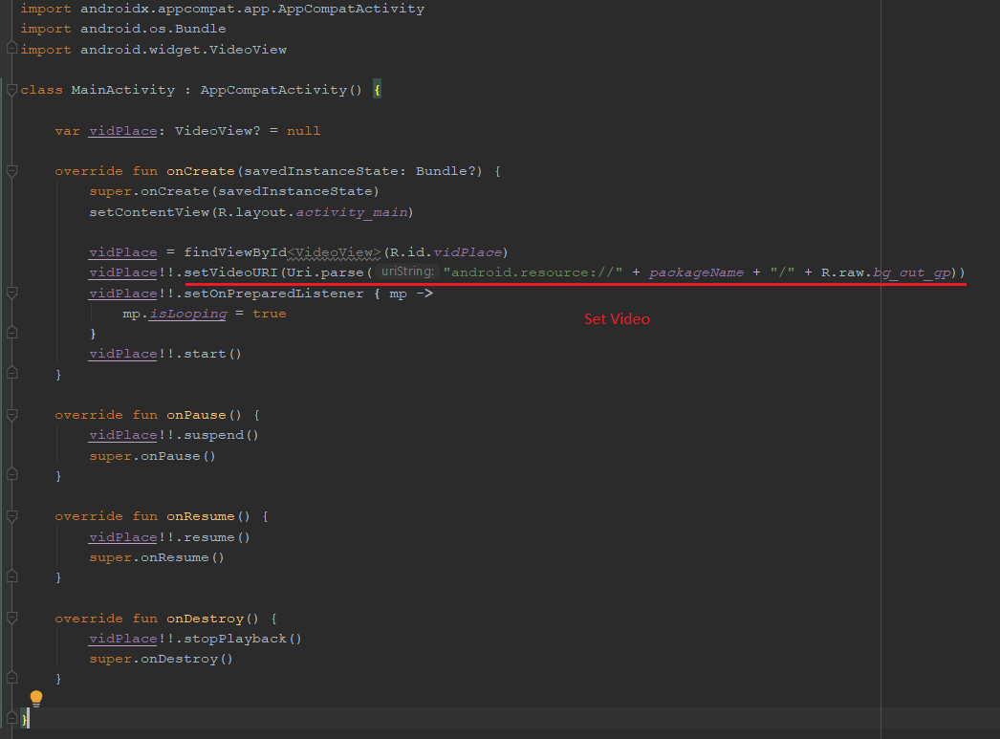 import androidx.appcompat.app.AppCompatActivity
import android.os.Bundle
import android.widget.VideoView
class MainActivity : AppCompatActivity() {
var vidPlace: VideoView? = null
override fun onCreate(savedInstanceState: Bundle?) {
super.onCreate(savedInstanceState)
setContentView(R.layout.activity_main)
vidPlace = findViewById<VideoView>(R.id.vidPlace)
vidPlace!!.setVideoURI(Uri.parse( uriString: "android.resource://" + packageName + "/" + R.raw.bg_cut_gp))
vidPlace!!.setOnPreparedListener { mp ->
mp.isLooping = true
Set Video
}
vidPlace!!.start()
}
override fun onPause() {
vidPlace!!.suspend()
super.onPause()
}
override fun onResume() {
vidPlace!!.resume()
super.onResume()
}
override fun onDestroy() {
vidPlace!!.stopPlayback()
super.onDestroy()
}
}